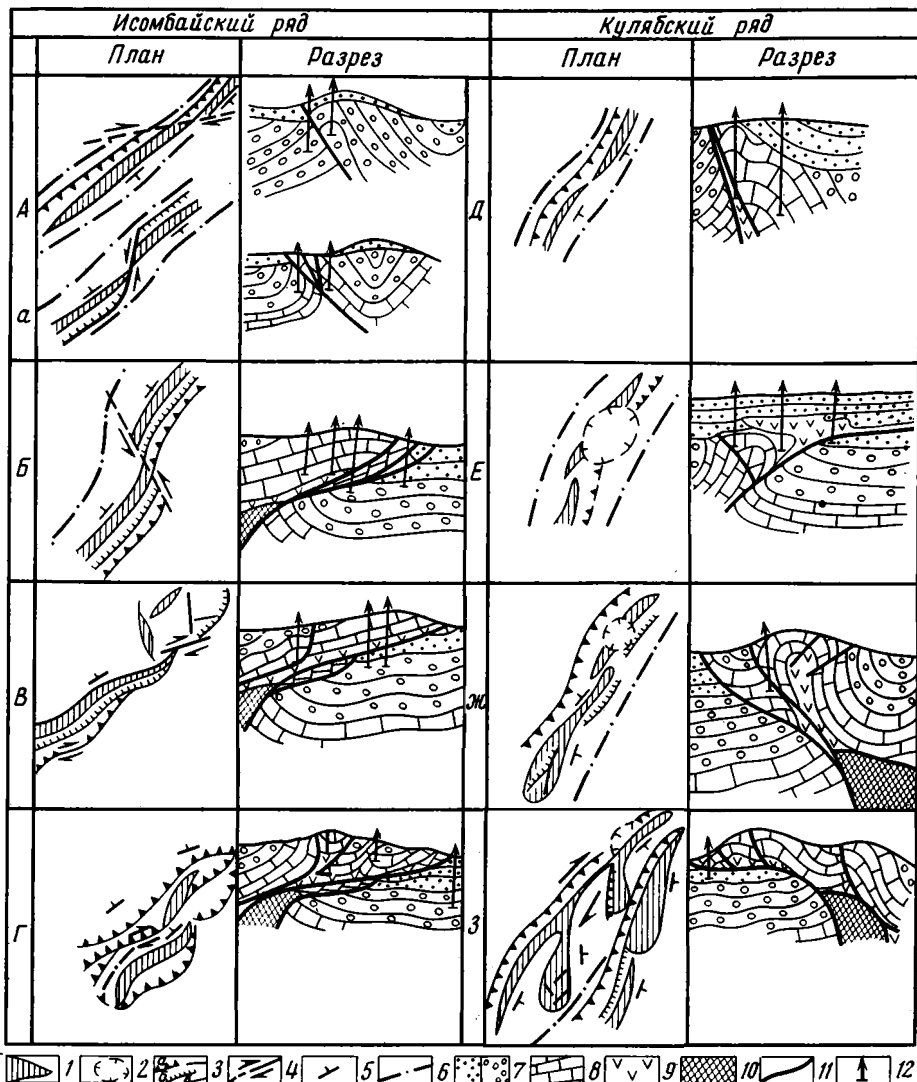 Исомбайский ряд Кулябский ряд
План Разрез План Разрез
А Д
а
Б Е
В Ж
Г З
1 2 а б 3 4 5 6 7 8 9 10 11 12